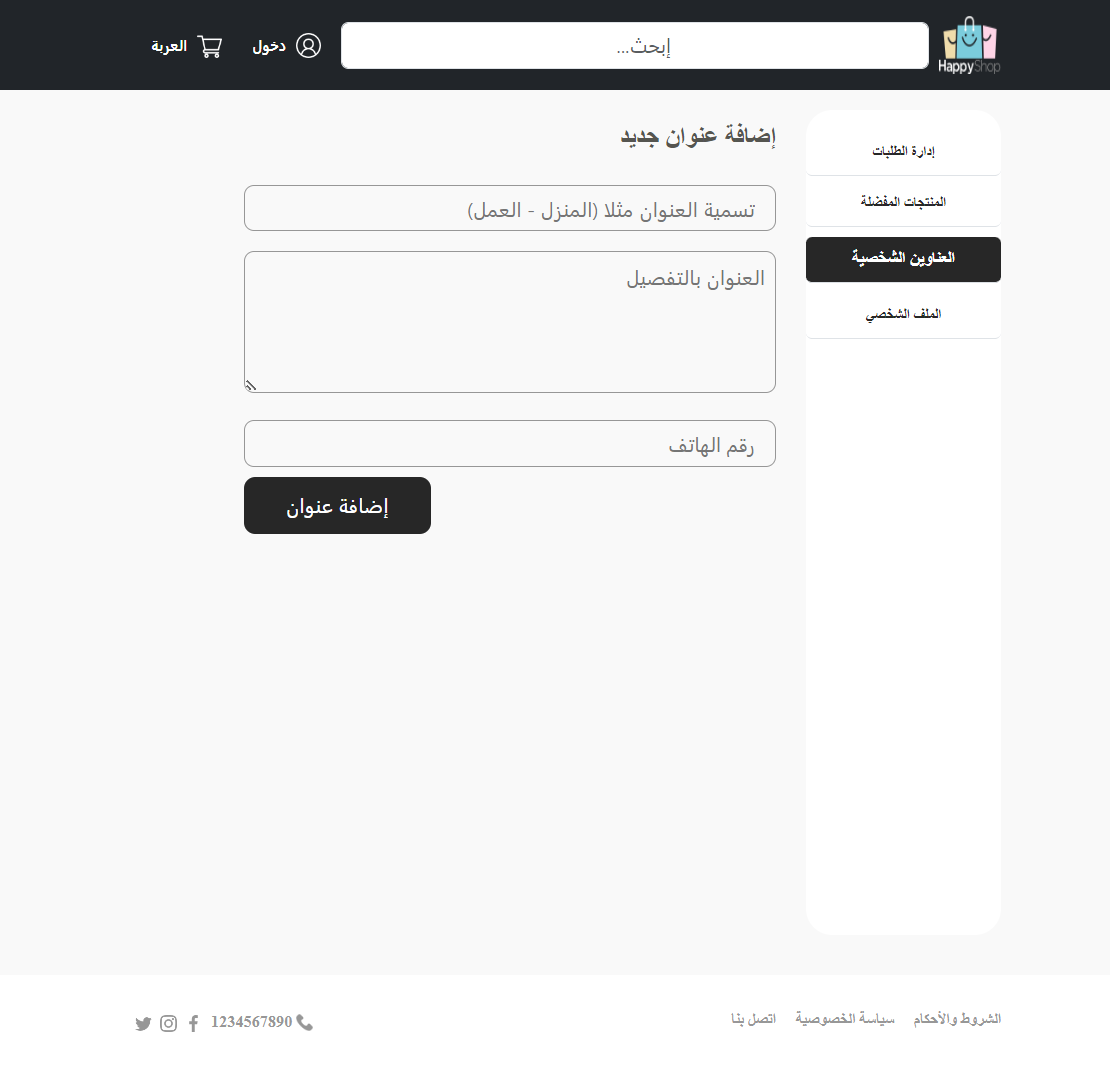 HappyShop
إبحث...
دخول
العربة
إدارة الطلبات
المنتجات المفضلة
العناوين الشخصية
الملف الشخصي
إضافة عنوان جديد
تسمية العنوان مثلا (المنزل - العمل)
العنوان بالتفصيل
رقم الهاتف
إضافة عنوان
الشروط والأحكام سياسة الخصوصية اتصل بنا
1234567890